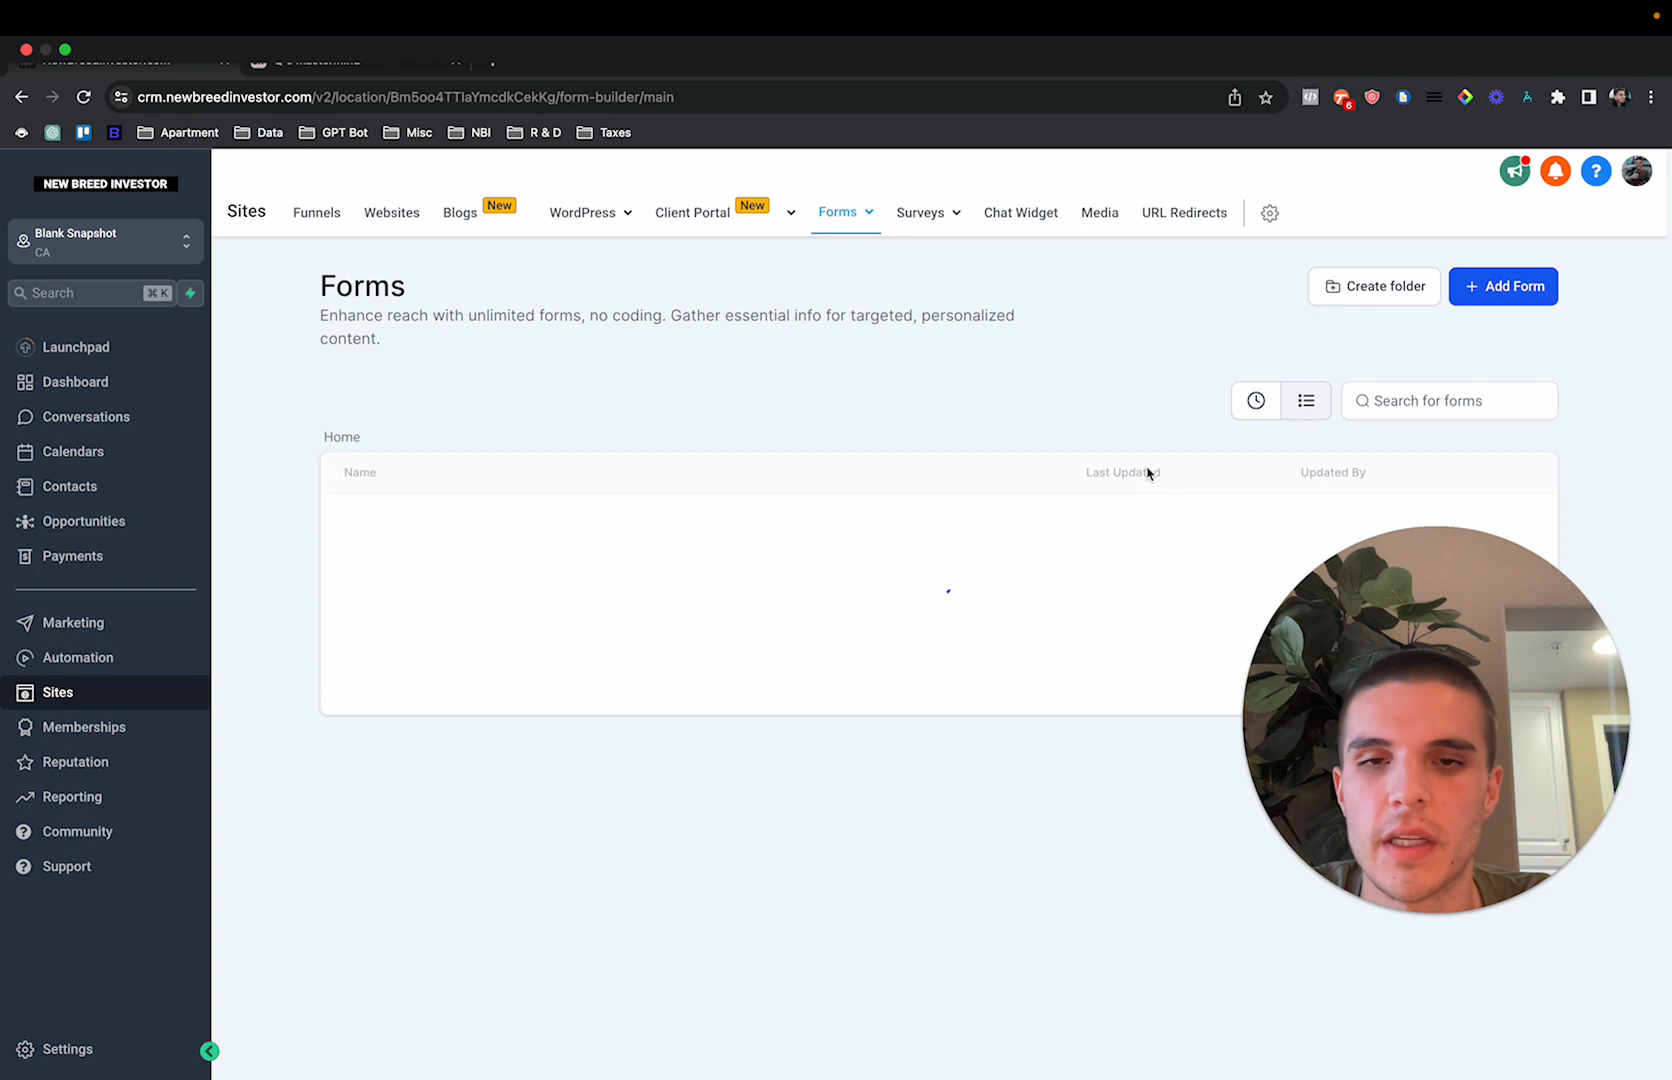 crm.newbreedinvestor.com/v2/location/Bm5oo4TTlaYmcdkCekKg/form-builder/main
6
B
Apartment
Data
GPT Bot
Misc
NBI
R & D
Taxes
NEW BREED INVESTOR
Blank Snapshot
CA
Search
⌘ K
Launchpad
Dashboard
Conversations
Calendars
Contacts
Opportunities
Payments
Marketing
Automation
Sites
Memberships
Reputation
Reporting
Community
Support
Settings
Sites
Funnels
Websites
Blogs
New
WordPress
Client Portal
New
Forms
Surveys
Chat Widget
Media
URL Redirects
Forms
Enhance reach with unlimited forms, no coding. Gather essential info for targeted, personalized
content.
Create folder
+ Add Form
Search for forms
Home
Name
Last Updated
Updated By